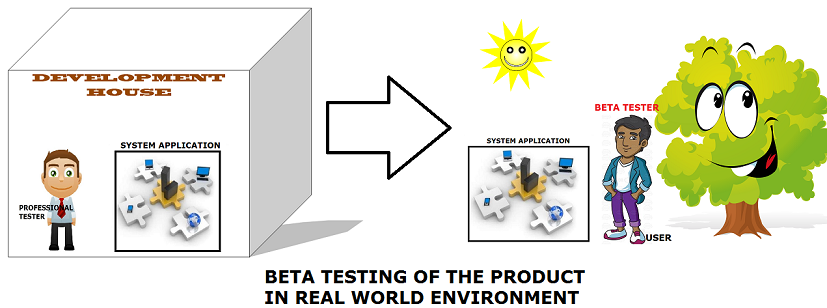 DEVELOPMENT
HOUSE
SYSTEM APPLICATION
PROFESSIONAL
TESTER
BETA TESTER
SYSTEM APPLICATION
USER
BETA TESTING OF THE PRODUCT
IN REAL WORLD ENVIRONMENT